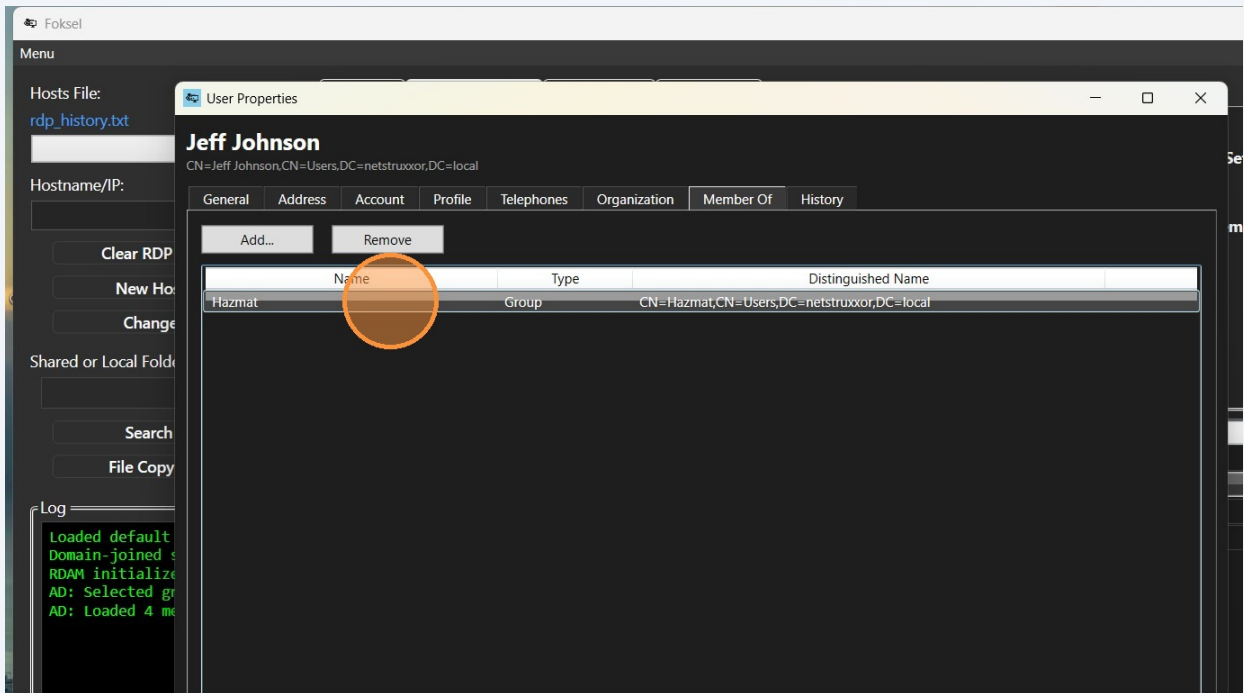 Foksel
Menu
Hosts File:
rdp_history.txt
Hostname/IP:
Clear RDP
New Ho
Change
Shared or Local Folde
Search
File Copy
Log
Loaded default
Domain-joined s
RDAM initialize
AD: Selected gr
AD: Loaded 4 me
User Properties
Jeff Johnson
CN=Jeff Johnson,CN=Users,DC=netstruxxor,DC=local
General Address Account Profile Telephones Organization Member Of History
Add... Remove
Name Type Distinguished Name
Hazmat Group CN=Hazmat,CN=Users,DC=netstruxxor,DC=local